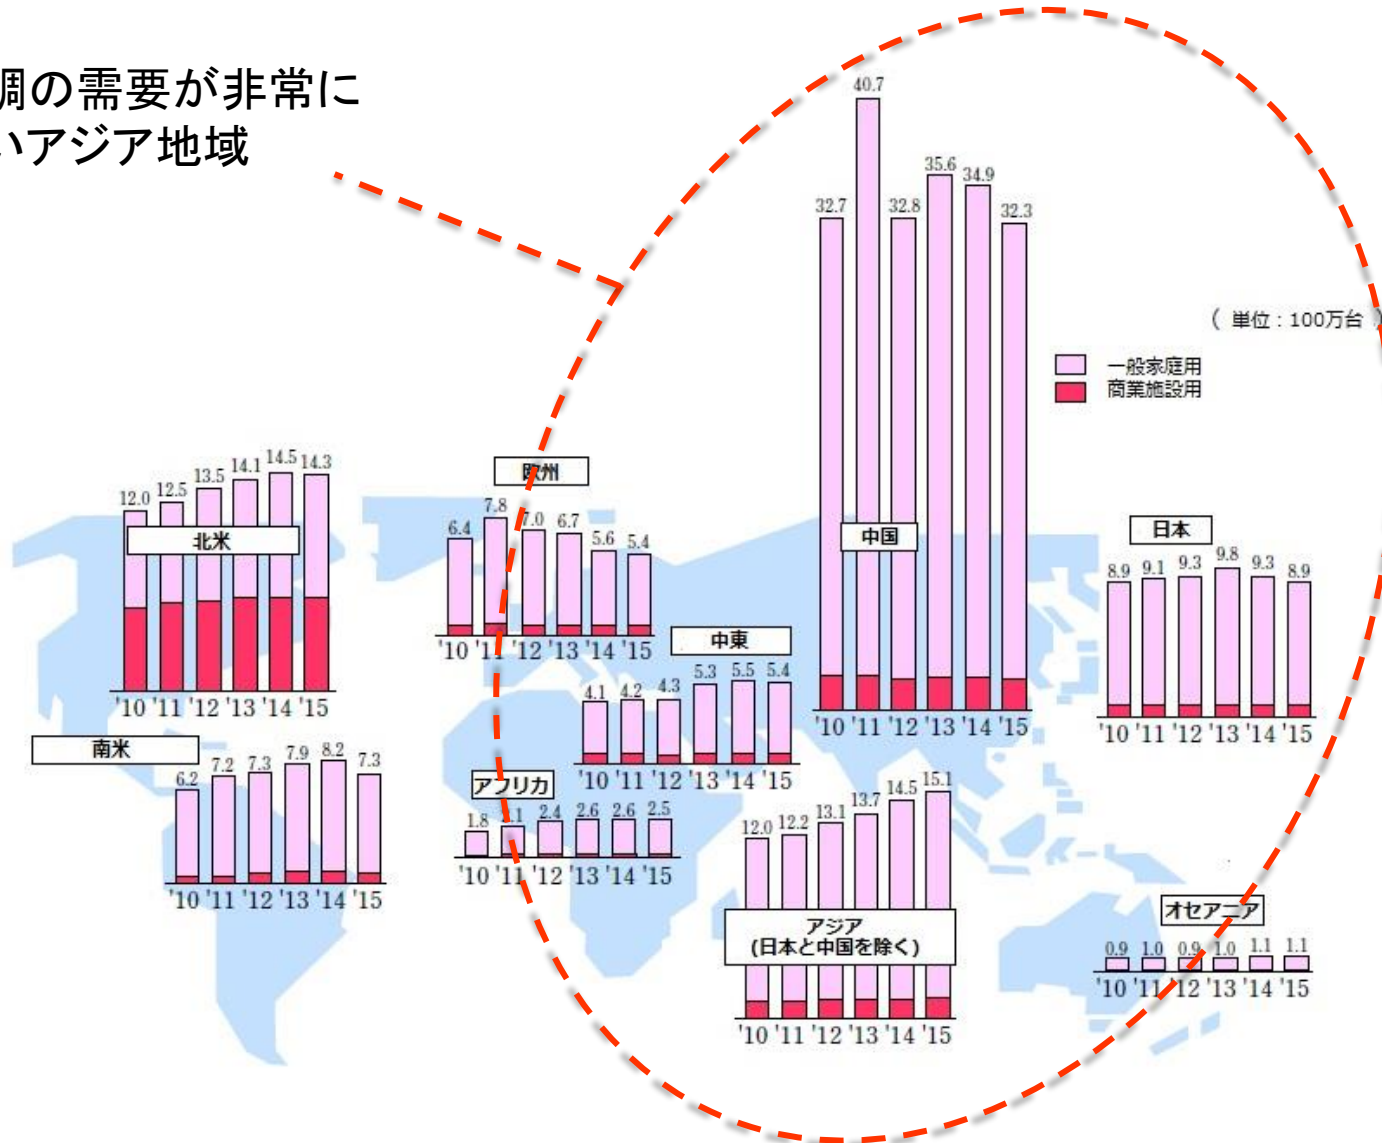 調の需要が非常に
いアジア地域
( 単位：100万台 )
一般家庭用
商業施設用
40.7
32.7 32.8 35.6 34.9 32.3
中国
'10 '11 '12 '13 '14 '15
12.0 12.5 13.5 14.1 14.5 14.3
北米
'10 '11 '12 '13 '14 '15
欧州
6.4 7.8 7.0 6.7 5.6 5.4
'10 '11 '12 '13 '14 '15
日本
8.9 9.1 9.3 9.8 9.3 8.9
'10 '11 '12 '13 '14 '15
中東
4.1 4.2 4.3 5.3 5.5 5.4
'10 '11 '12 '13 '14 '15
南米
6.2 7.2 7.3 7.9 8.2 7.3
'10 '11 '12 '13 '14 '15
アフリカ
1.8 2.4 2.6 2.6 2.5
'10 '11 '12 '13 '14 '15
12.0 12.2 13.1 13.7 14.5 15.1
アジア
(日本と中国を除く)
'10 '11 '12 '13 '14 '15
オセアニア
0.9 1.0 0.9 1.0 1.1 1.1
'10 '11 '12 '13 '14 '15